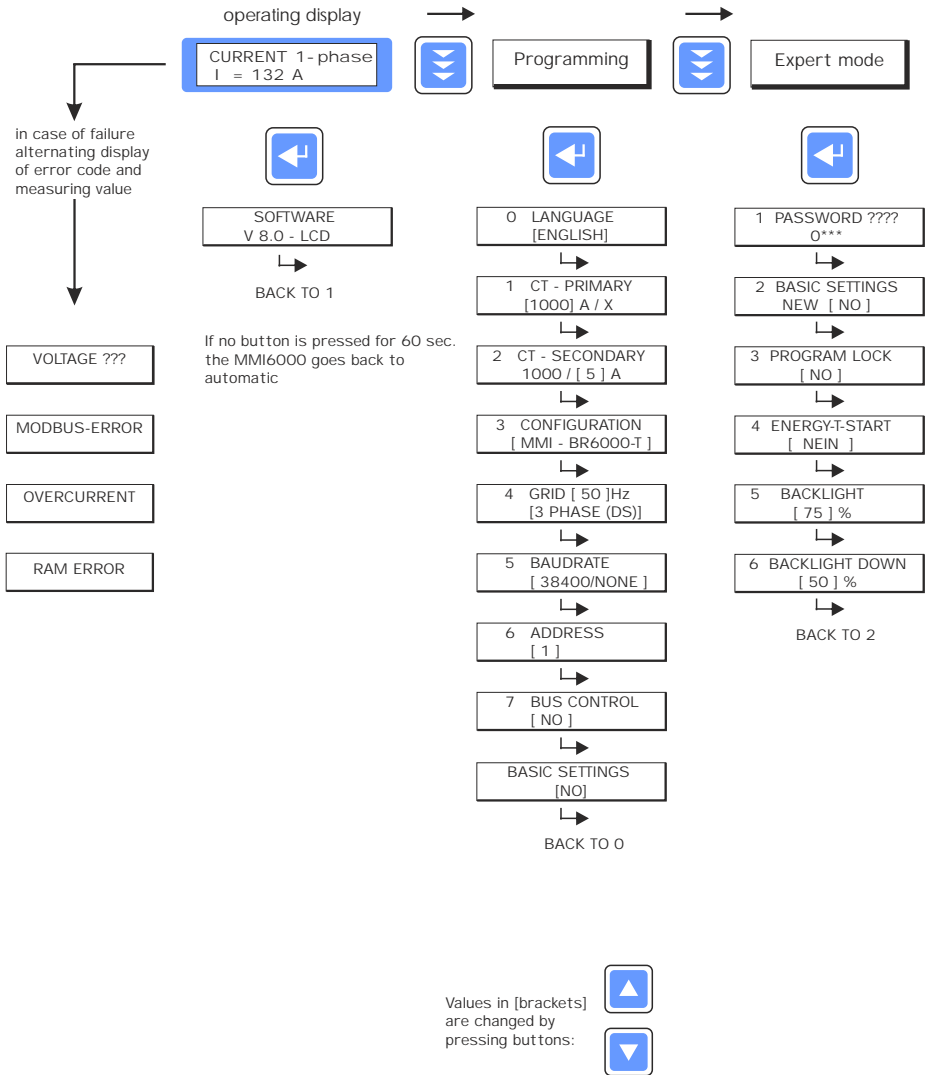 operating display
CURRENT 1-phase
I = 132 A
Programming
Expert mode
in case of failure
alternating display
of error code and
measuring value
VOLTAGE ???
MODBUS-ERROR
OVERCURRENT
RAM ERROR
SOFTWARE
V 8.0 - LCD
BACK TO 1
If no button is pressed for 60 sec.
the MMI6000 goes back to
automatic
0 LANGUAGE
[ENGLISH]
1 CT - PRIMARY
[1000] A / X
2 CT - SECONDARY
1000 / [ 5 ] A
3 CONFIGURATION
[ MMI - BR6000-T ]
4 GRID [ 50 ]Hz
[3 PHASE (DS)]
5 BAUDRATE
[ 38400/NONE ]
6 ADDRESS
[ 1 ]
7 BUS CONTROL
[ NO ]
BASIC SETTINGS
[NO]
BACK TO 0
1 PASSWORD ????
0***
2 BASIC SETTINGS
NEW [ NO ]
3 PROGRAM LOCK
[ NO ]
4 ENERGY-T-START
[ NEIN ]
5 BACKLIGHT
[ 75 ] %
6 BACKLIGHT DOWN
[ 50 ] %
BACK TO 2
Values in [brackets]
are changed by
pressing buttons: